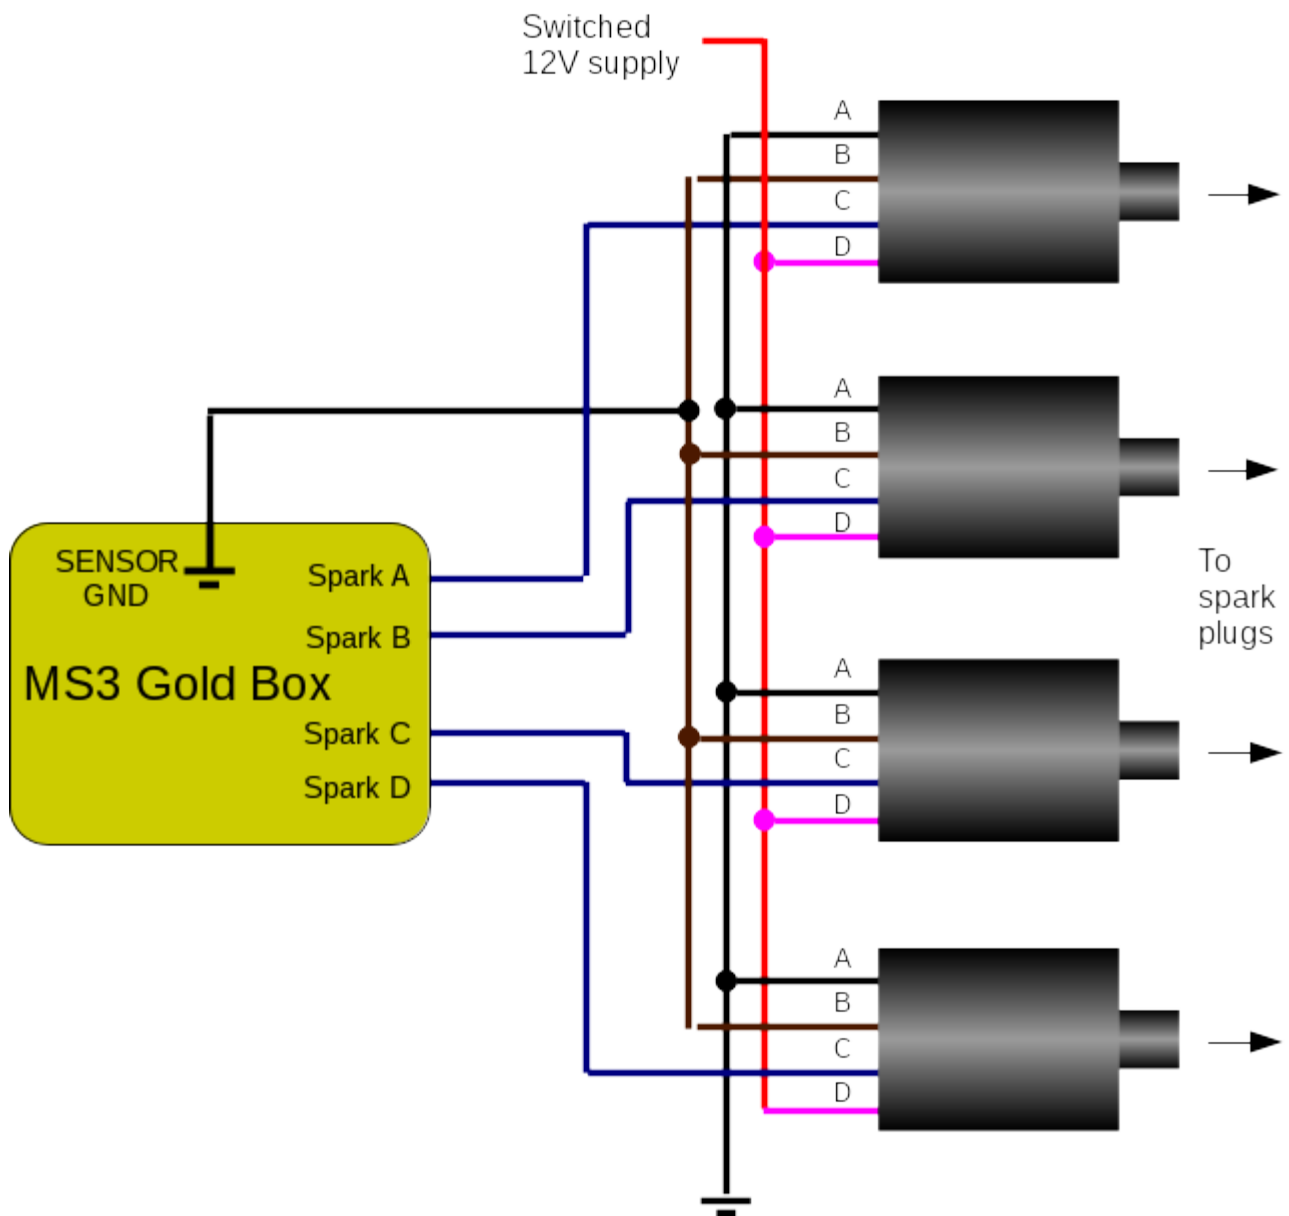 Switched
12V supply
A
B
C
D
A
B
C
D
To
spark
plugs
SENSOR
GND
Spark A
Spark B
MS3 Gold Box
Spark C
Spark D
A
B
C
D
A
B
C
D